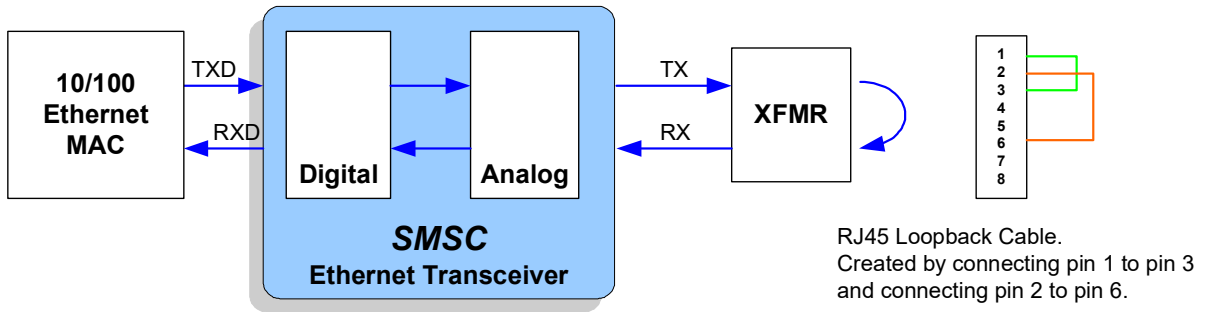 10/100
Ethernet
MAC
TXD
RXD
Digital
Analog
SMSC
Ethernet Transceiver
TX
RX
XFMR
1
2
3
4
5
6
7
8
RJ45 Loopback Cable.
Created by connecting pin 1 to pin 3
and connecting pin 2 to pin 6.